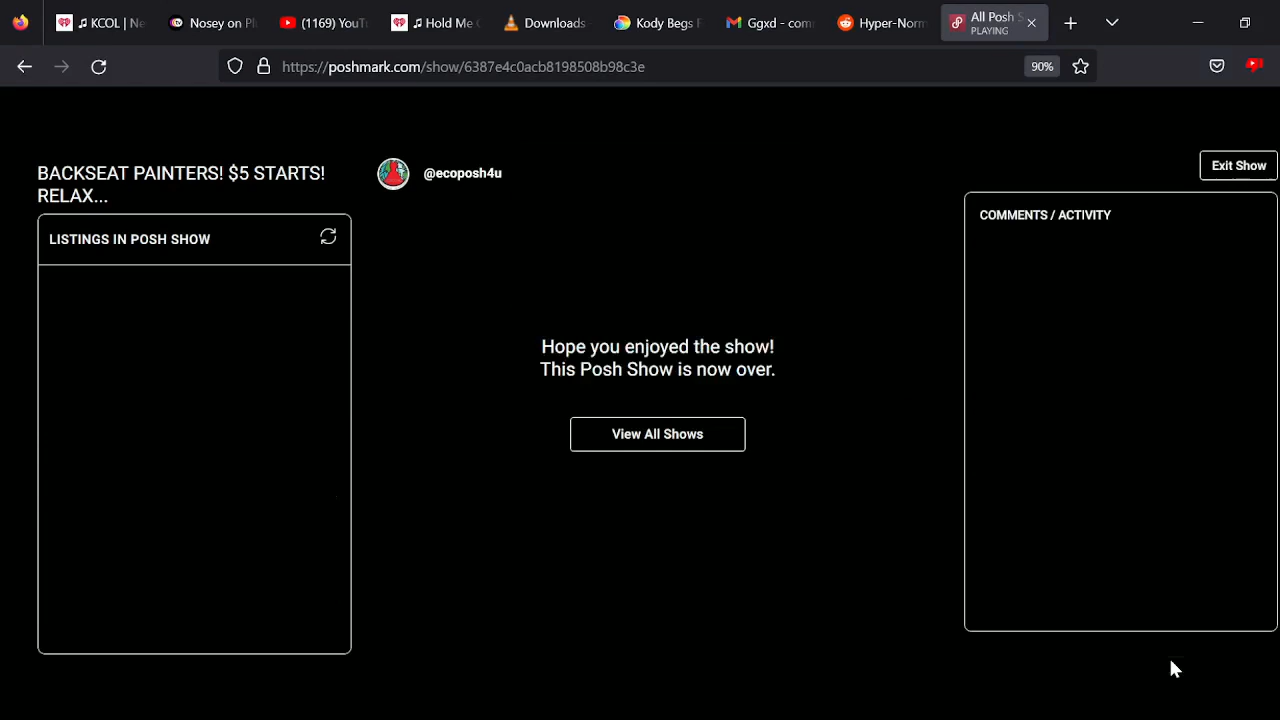 ♫ KCOL | Ne
Nosey on Pl
(1169) YouT
♫ Hold Me
Downloads
Kody Begs
Ggxd - com
Hyper-Norm
All Posh S
PLAYING
https://poshmark.com/show/6387e4c0acb8198508b98c3e
90%
BACKSEAT PAINTERS! $5 STARTS!
RELAX...
@ecoposh4u
Exit Show
LISTINGS IN POSH SHOW
COMMENTS / ACTIVITY
Hope you enjoyed the show!
This Posh Show is now over.
View All Shows